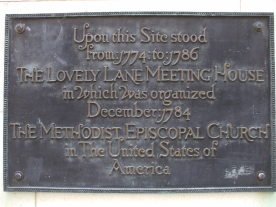 Upon this Site stood
from 1774 to 1786
THE LOVELY LANE MEETING HOUSE
in Which Was organized
December 1784
THE METHODIST EPISCOPAL CHURCH
in The United States of
America